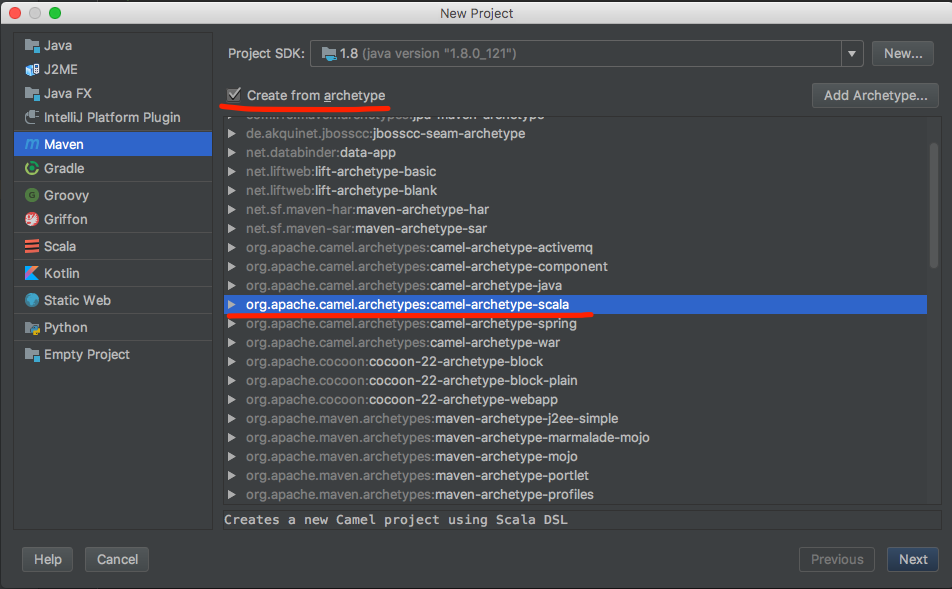 New Project
Java
J2ME
Java FX
IntelliJ Platform Plugin
Maven
Gradle
Groovy
Griffon
Scala
Kotlin
Static Web
Python
Empty Project
Project SDK: 1.8 (java version "1.8.0_121") New...
Create from archetype Add Archetype...
de.akquinet.jbosscc:jbosscc-seam-archetype
net.databinder:data-app
net.liftweb:lift-archetype-basic
net.liftweb:lift-archetype-blank
net.sf.maven-har:maven-archetype-har
net.sf.maven-sar:maven-archetype-sar
org.apache.camel.archetypes:camel-archetype-activemq
org.apache.camel.archetypes:camel-archetype-component
org.apache.camel.archetypes:camel-archetype-java
org.apache.camel.archetypes:camel-archetype-scala
org.apache.camel.archetypes:camel-archetype-spring
org.apache.camel.archetypes:camel-archetype-war
org.apache.cocoon:cocoon-22-archetype-block
org.apache.cocoon:cocoon-22-archetype-block-plain
org.apache.cocoon:cocoon-22-archetype-webapp
org.apache.maven.archetypes:maven-archetype-j2ee-simple
org.apache.maven.archetypes:maven-archetype-marmalade-mojo
org.apache.maven.archetypes:maven-archetype-mojo
org.apache.maven.archetypes:maven-archetype-portlet
org.apache.maven.archetypes:maven-archetype-profiles
Creates a new Camel project using Scala DSL
Help Cancel Previous Next